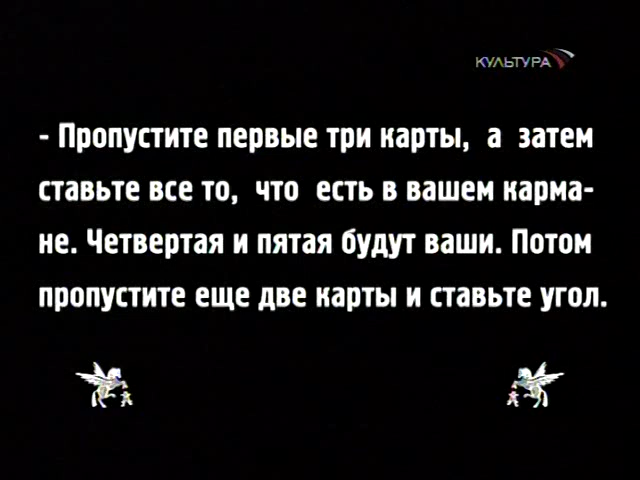 КУЛЬТУРА
- Пропустите первые три карты, а затем
ставьте все то, что есть в вашем карма-
не. Четвертая и пятая будут ваши. Потом
пропустите еще две карты и ставьте угол.